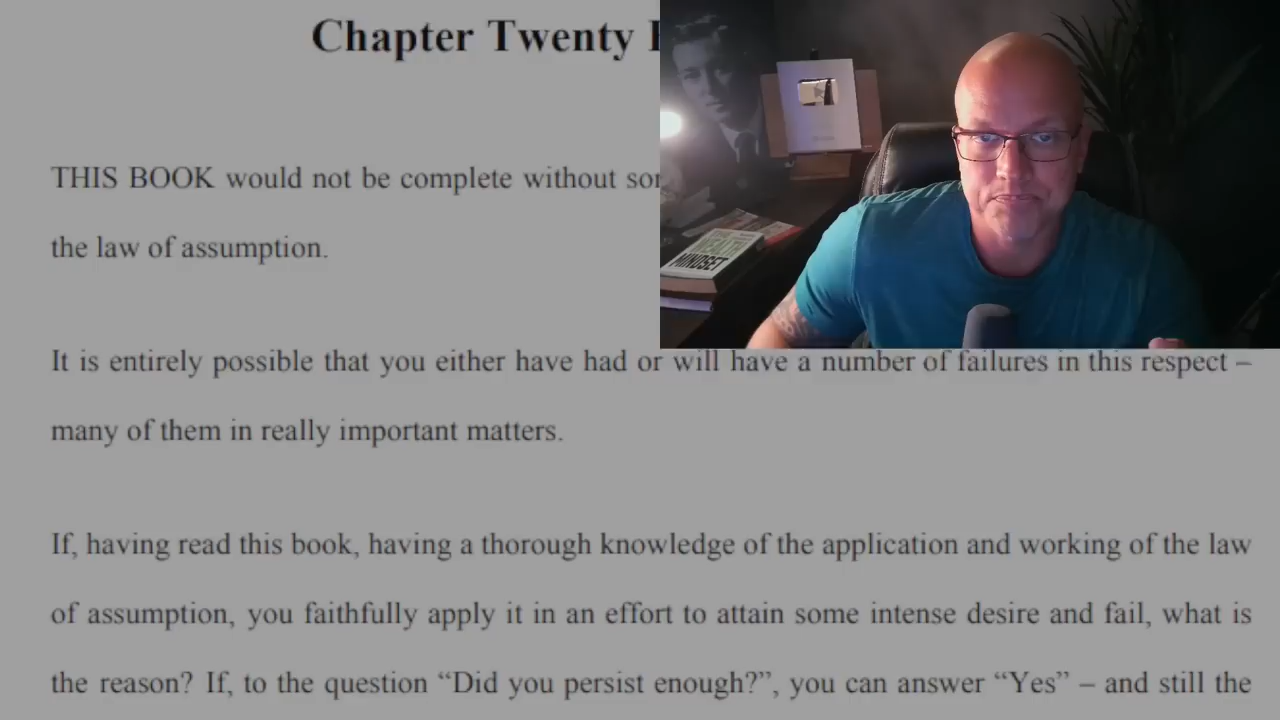 Chapter Twenty
THIS BOOK would not be complete without
the law of assumption.
It is entirely possible that you either have had or will have a number of failures in this respect –
many of them in really important matters.
If, having read this book, having a thorough knowledge of the application and working of the law
of assumption, you faithfully apply it in an effort to attain some intense desire and fail, what is
the reason? If, to the question “Did you persist enough?”, you can answer “Yes” – and still the
MINDSET